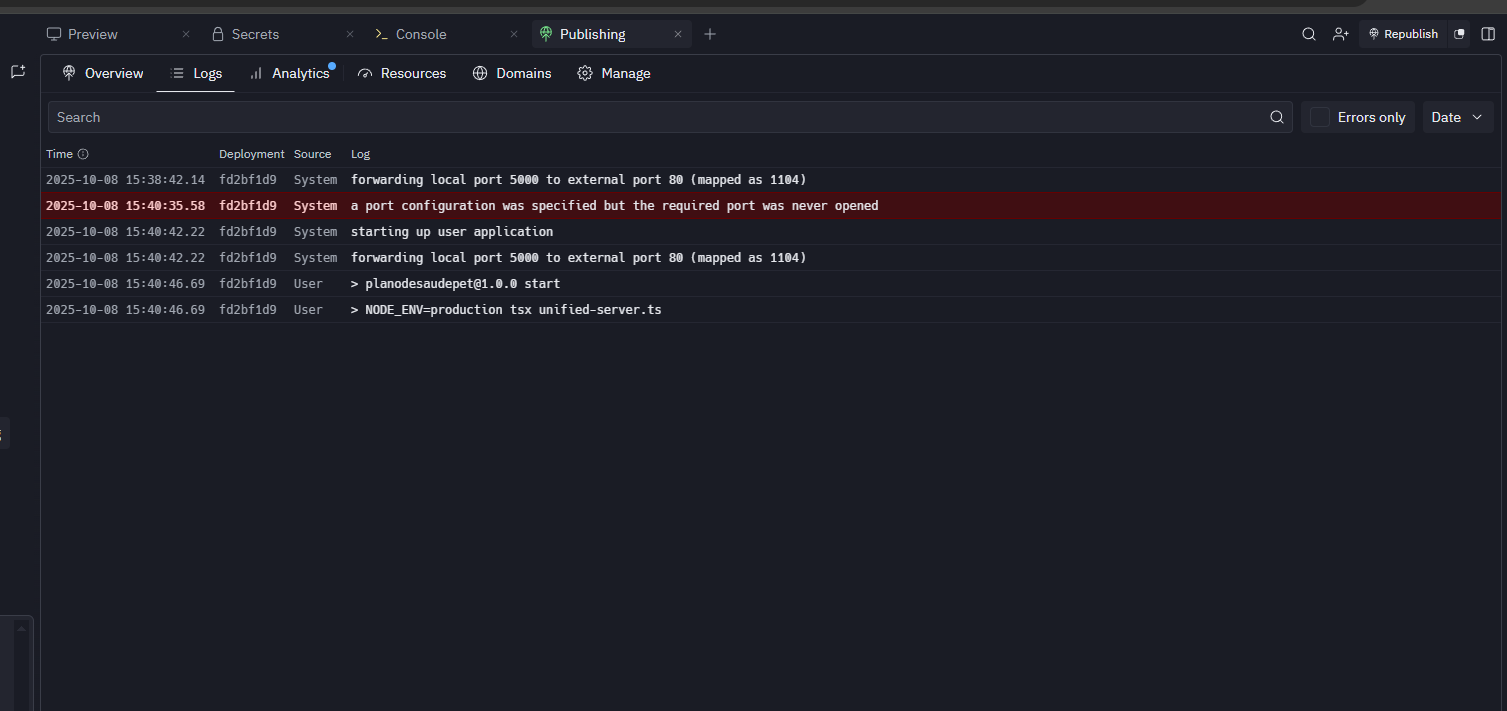 Preview Secrets Console Publishing Republish
Overview Logs Analytics Resources Domains Manage
Search Errors only Date
Time Deployment Source Log
2025-10-08 15:38:42.14 fd2bf1d9 System forwarding local port 5000 to external port 80 (mapped as 1104)
2025-10-08 15:40:35.58 fd2bf1d9 System a port configuration was specified but the required port was never opened
2025-10-08 15:40:42.22 fd2bf1d9 System starting up user application
2025-10-08 15:40:42.22 fd2bf1d9 System forwarding local port 5000 to external port 80 (mapped as 1104)
2025-10-08 15:40:46.69 fd2bf1d9 User > planodesaudepet@1.0.0 start
2025-10-08 15:40:46.69 fd2bf1d9 User > NODE_ENV=production tsx unified-server.ts